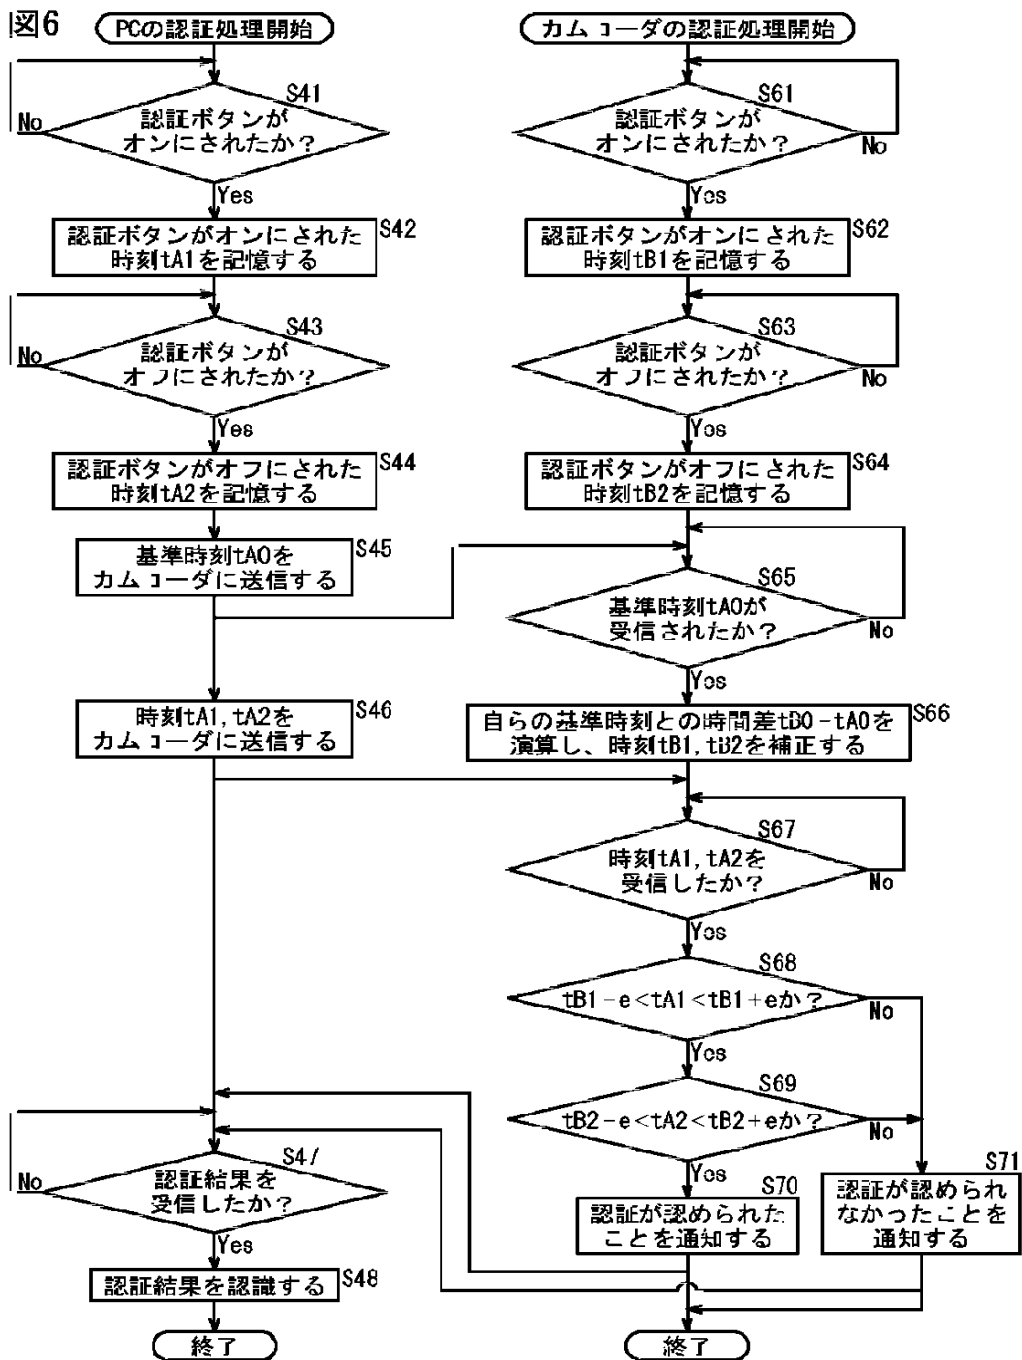 図6
PCの認証処理開始
S41
認証ボタンが
オンにされたか？
No
Yes
認証ボタンがオンにされた
時刻tA1を記憶する
S42
S43
認証ボタンが
オフにされたか？
No
Yes
認証ボタンがオフにされた
時刻tA2を記憶する
S44
基準時刻tA0を
カムコーダに送信する
S45
時刻tA1,tA2を
カムコーダに送信する
S46
S47
認証結果を
受信したか？
No
Yes
認証結果を認識する
S48
終了
カムコーダの認証処理開始
S61
認証ボタンが
オンにされたか？
No
Yes
認証ボタンがオンにされた
時刻tB1を記憶する
S62
S63
認証ボタンが
オフにされたか？
No
Yes
認証ボタンがオフにされた
時刻tB2を記憶する
S64
S65
基準時刻tA0が
受信されたか？
No
Yes
自らの基準時刻との時間差tB0-tA0を
演算し、時刻tB1,tB2を補正する
S66
S67
時刻tA1,tA2を
受信したか？
No
Yes
S68
tB1-e<tA1<tB1+eか？
No
Yes
S69
tB2-e<tA2<tB2+eか？
No
Yes
S70
認証が認められた
ことを通知する
S71
認証が認められ
なかったことを
通知する
終了